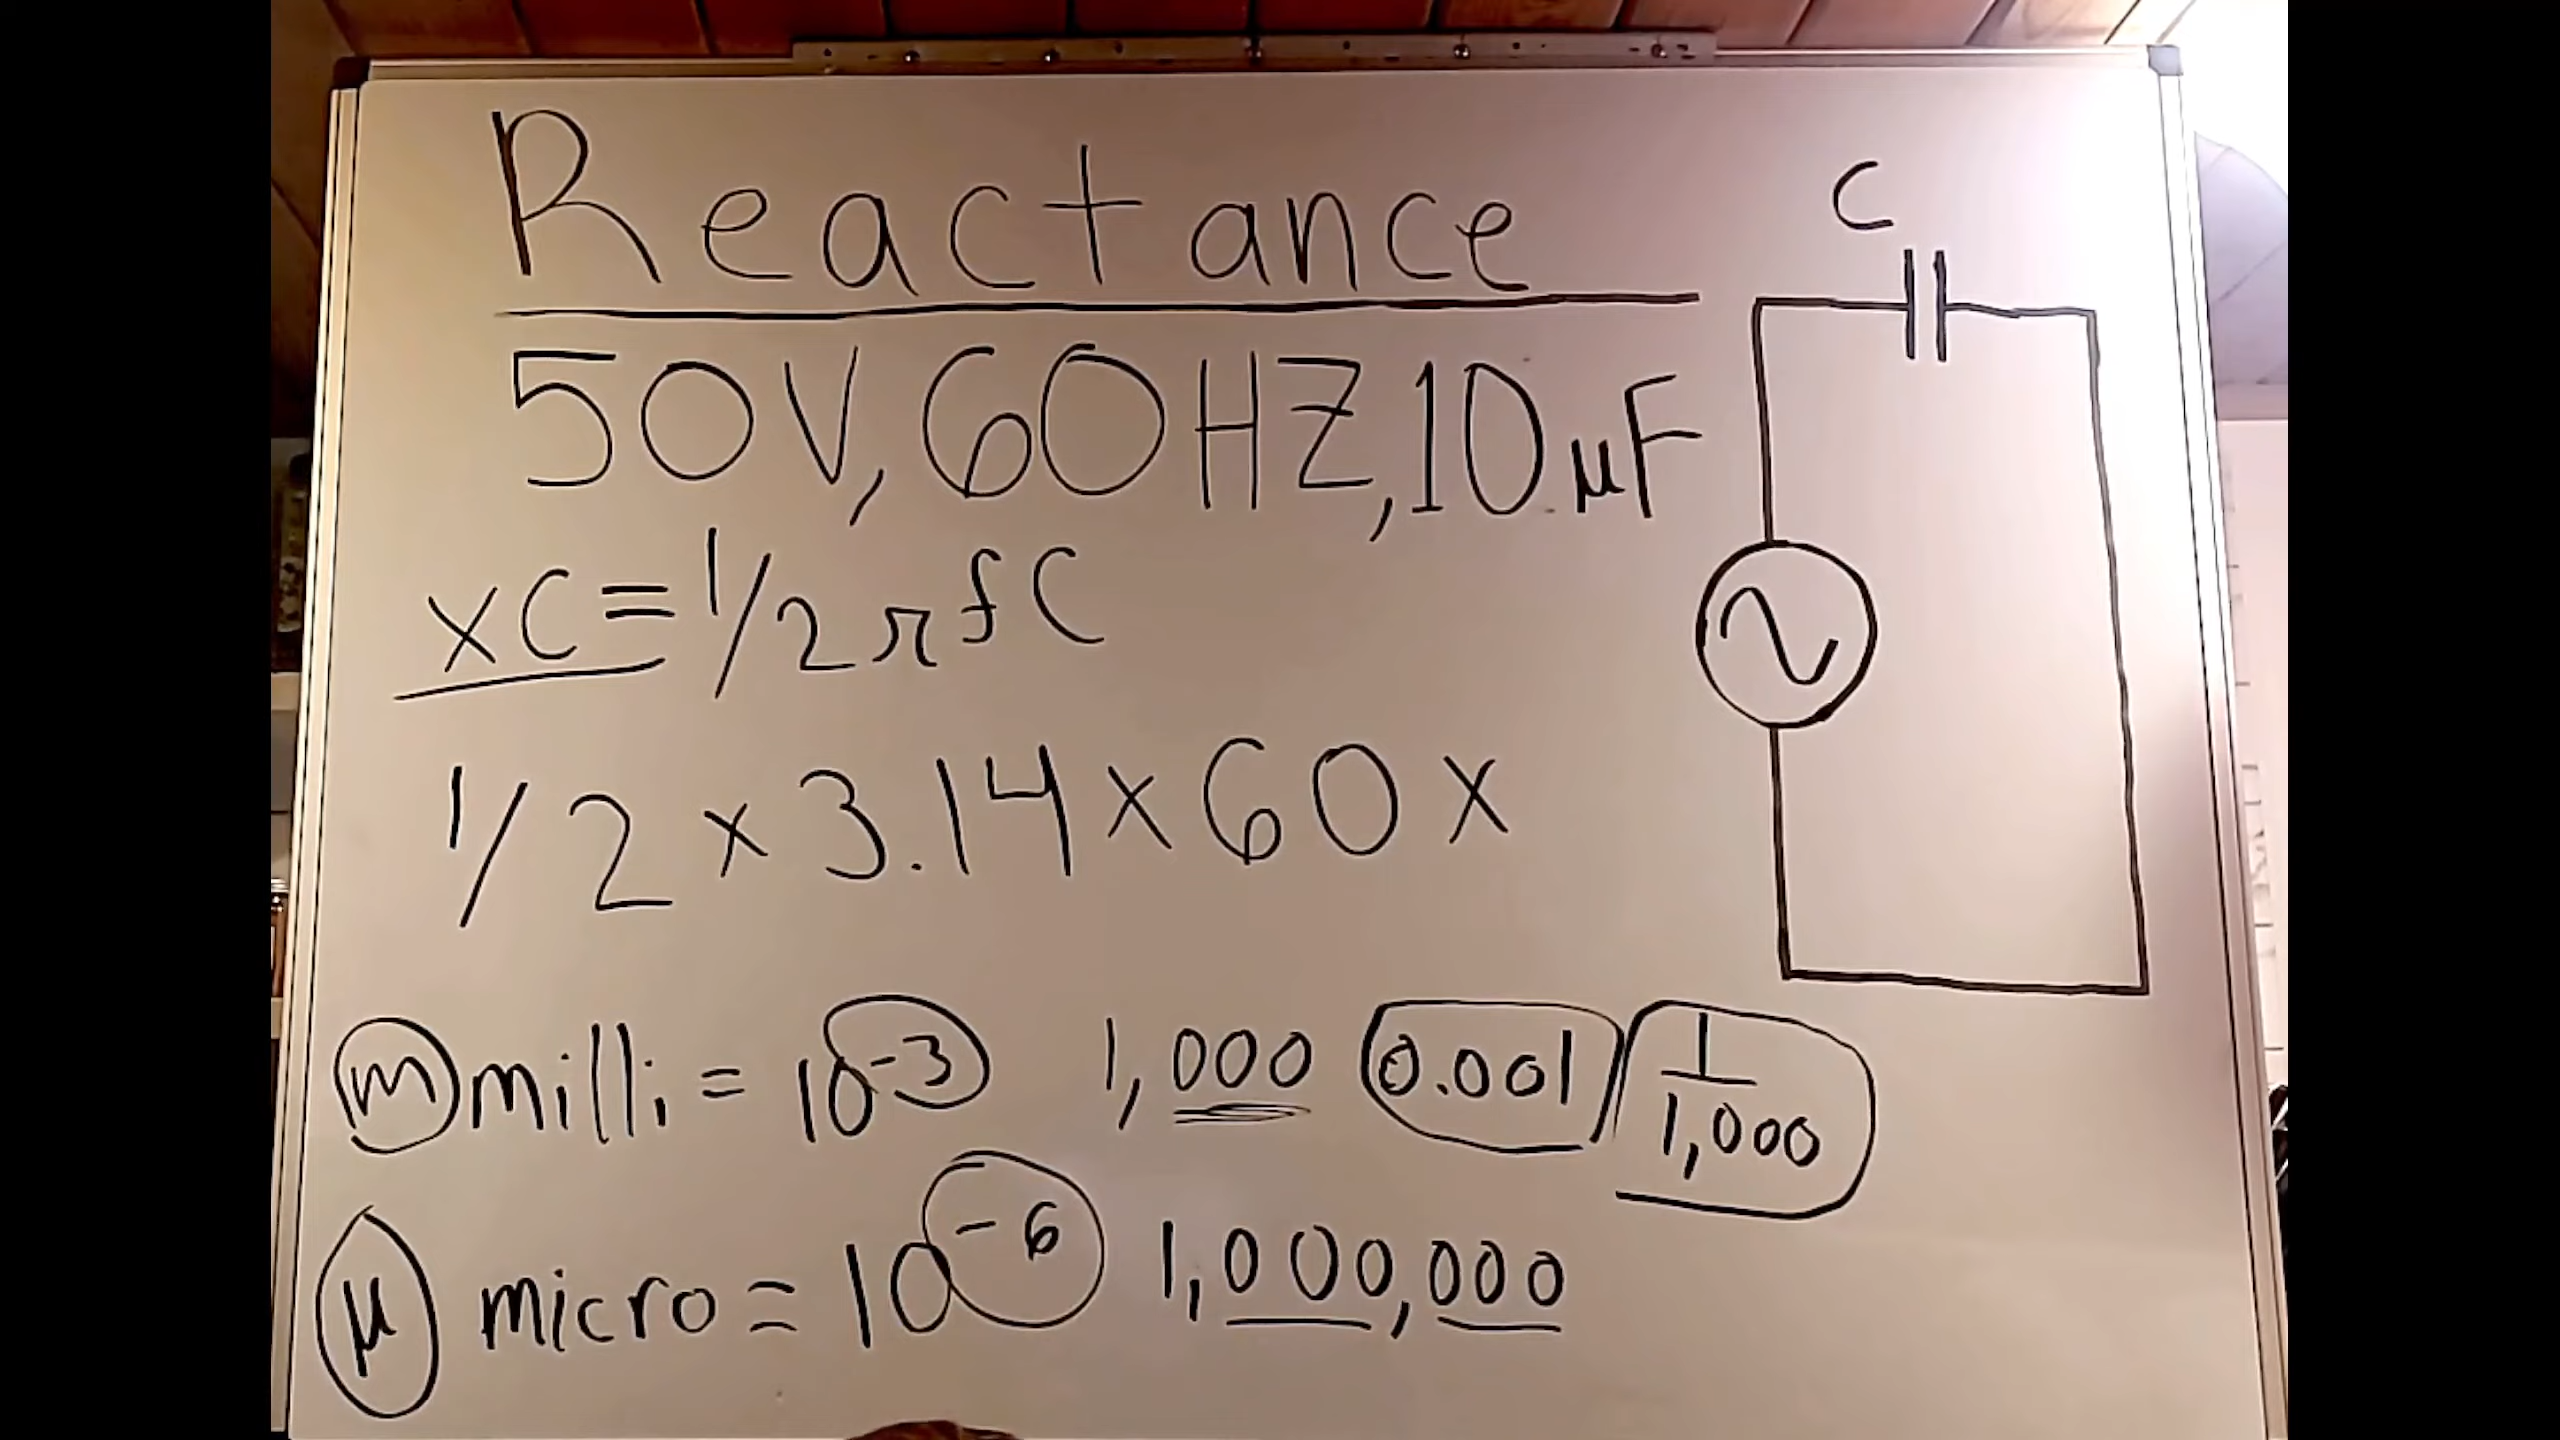 Reactance
C
50V, 60HZ, 10μF
xC = 1/2πfC
1/2 x 3.14 x 60 x
m milli = 10^-3 1,000 0.001 / 1/1,000
μ micro = 10^-6 1,000,000